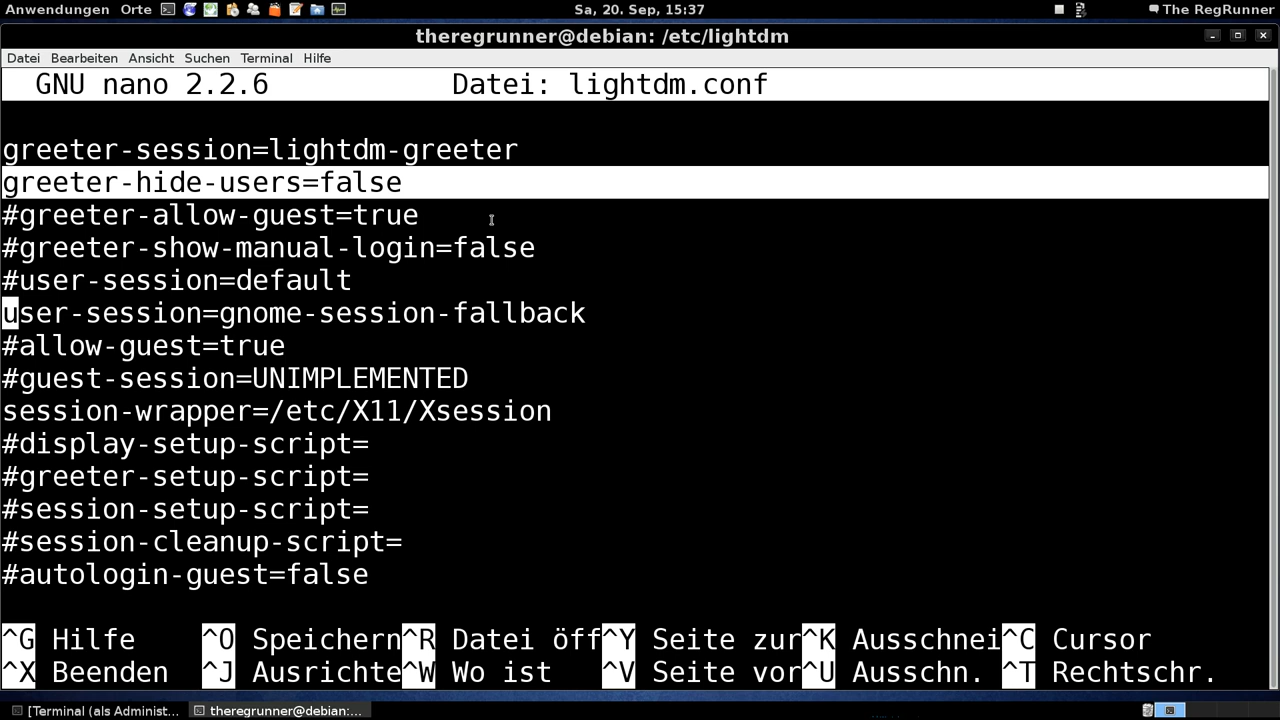 Anwendungen Orte Sa, 20. Sep, 15:37 The RegRunner
theregrunner@debian: /etc/lightdm
Datei Bearbeiten Ansicht Suchen Terminal Hilfe
GNU nano 2.2.6 Datei: lightdm.conf
greeter-session=lightdm-greeter
greeter-hide-users=false
#greeter-allow-guest=true
#greeter-show-manual-login=false
#user-session=default
user-session=gnome-session-fallback
#allow-guest=true
#guest-session=UNIMPLEMENTED
session-wrapper=/etc/X11/Xsession
#display-setup-script=
#greeter-setup-script=
#session-setup-script=
#session-cleanup-script=
#autologin-guest=false
^G Hilfe ^O Speichern^R Datei öff^Y Seite zur^K Ausschnei^C Cursor
^X Beenden ^J Ausrichte^W Wo ist ^V Seite vor^U Ausschn. ^T Rechtschr.
[Terminal (als Administ... theregrunner@debian:...